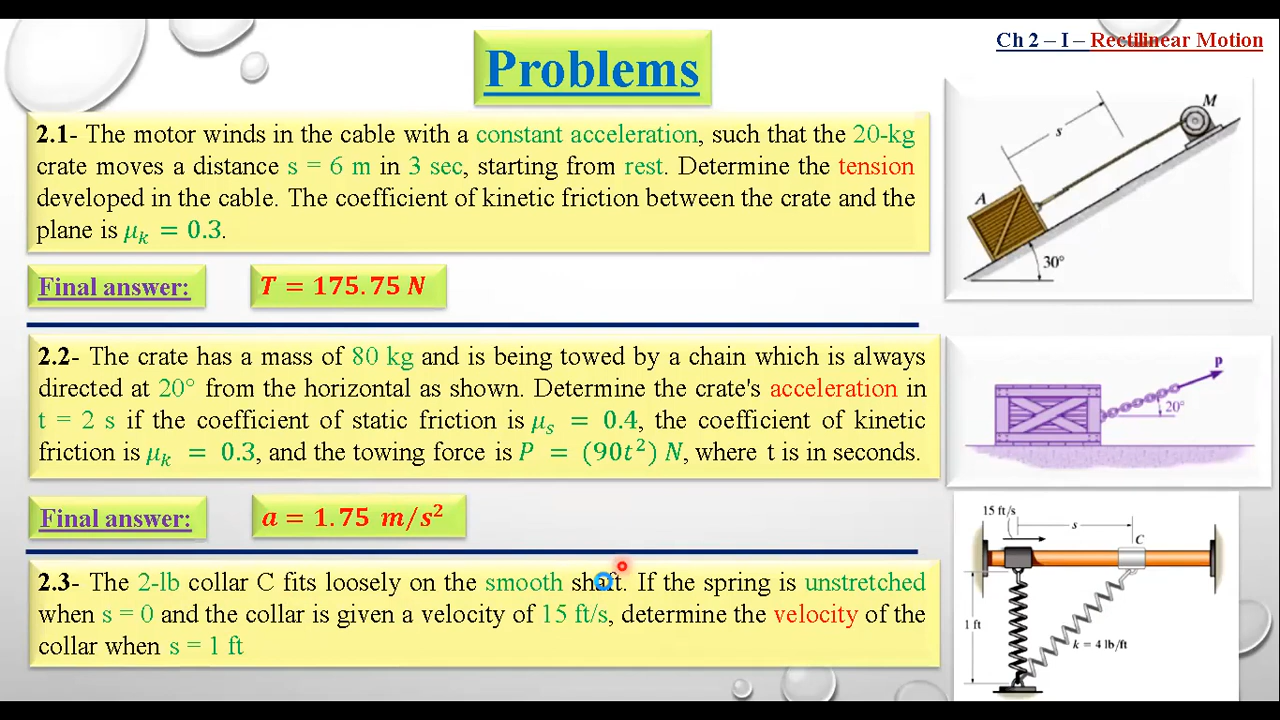 Ch 2 – I – Rectilinear Motion
Problems
2.1- The motor winds in the cable with a constant acceleration, such that the 20-kg
crate moves a distance s = 6 m in 3 sec, starting from rest. Determine the tension
developed in the cable. The coefficient of kinetic friction between the crate and the
plane is μk = 0.3.
M
s
A
30°
Final answer:
T = 175.75 N
2.2- The crate has a mass of 80 kg and is being towed by a chain which is always
directed at 20° from the horizontal as shown. Determine the crate's acceleration in
t = 2 s if the coefficient of static friction is μs = 0.4, the coefficient of kinetic
friction is μk = 0.3, and the towing force is P = (90t²) N, where t is in seconds.
p
20°
Final answer:
a = 1.75 m/s²
2.3- The 2-lb collar C fits loosely on the smooth shaft. If the spring is unstretched
when s = 0 and the collar is given a velocity of 15 ft/s, determine the velocity of the
collar when s = 1 ft
15 ft/s
s
C
1 ft
k = 4 lb/ft